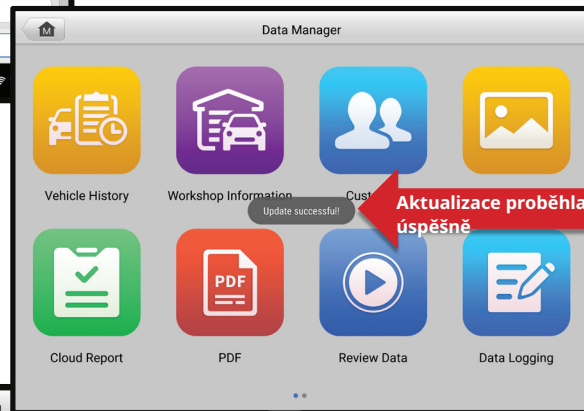 M
Data Manager
Vehicle History
Workshop Information
Update successful!
Aktualizace proběhla
úspěšně
PDF
Cloud Report
PDF
Review Data
Data Logging